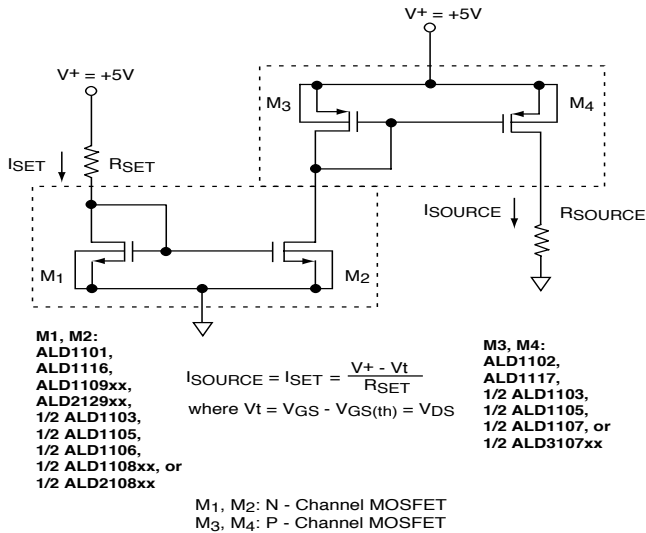 V+ = +5V
V+ = +5V
M3
M4
ISET
RSET
ISOURCE
RSOURCE
M1
M2
M1, M2:
ALD1101,
ALD1116,
ALD1109xx,
ALD2129xx,
1/2 ALD1103,
1/2 ALD1105,
1/2 ALD1106,
1/2 ALD1108xx, or
1/2 ALD2108xx
ISOURCE = ISET = V+ - Vt
RSET
where Vt = VGS - VGS(th) = VDS
M3, M4:
ALD1102,
ALD1117,
1/2 ALD1103,
1/2 ALD1105,
1/2 ALD1107, or
1/2 ALD3107xx
M1, M2: N - Channel MOSFET
M3, M4: P - Channel MOSFET